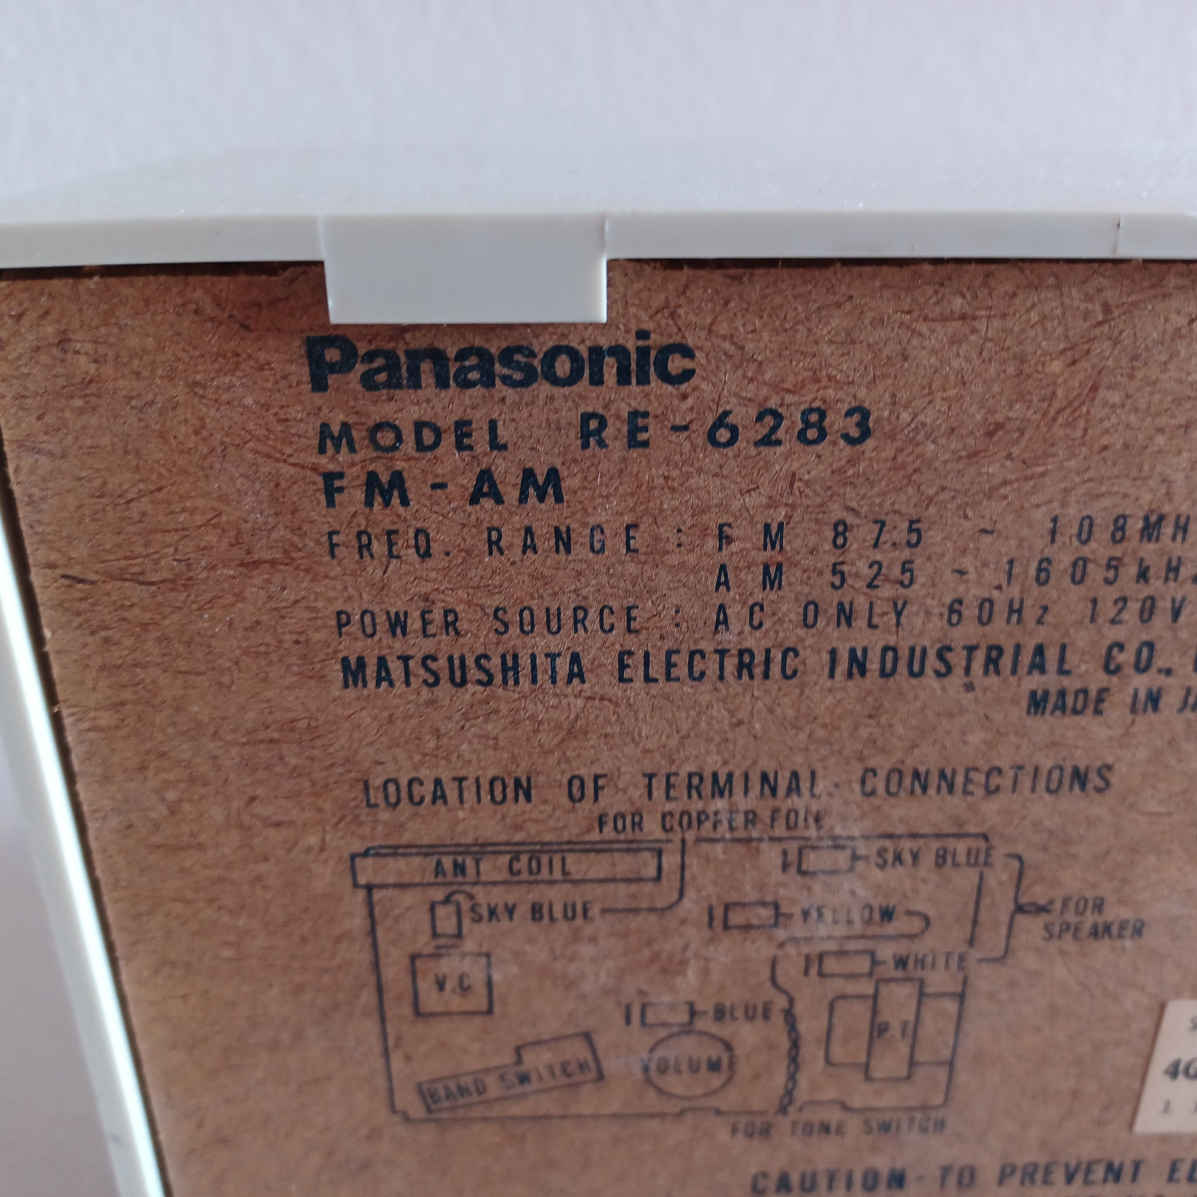 Panasonic
MODEL RE-6283
FM-AM
FREQ. RANGE : FM 87.5 ~ 108MH
AM 525 ~ 1605kH
POWER SOURCE : AC ONLY 60Hz 120V
MATSUSHITA ELECTRIC INDUSTRIAL CO.,
MADE IN JA
LOCATION OF TERMINAL CONNECTIONS
FOR COPPER FOIL
ANT COIL
SKY BLUE
SKY BLUE
YELLOW
FOR
SPEAKER
WHITE
V.C
BLUE
P.T
BAND SWITCH
VOLUME
FOR TONE SWITCH
CAUTION-TO PREVENT EL